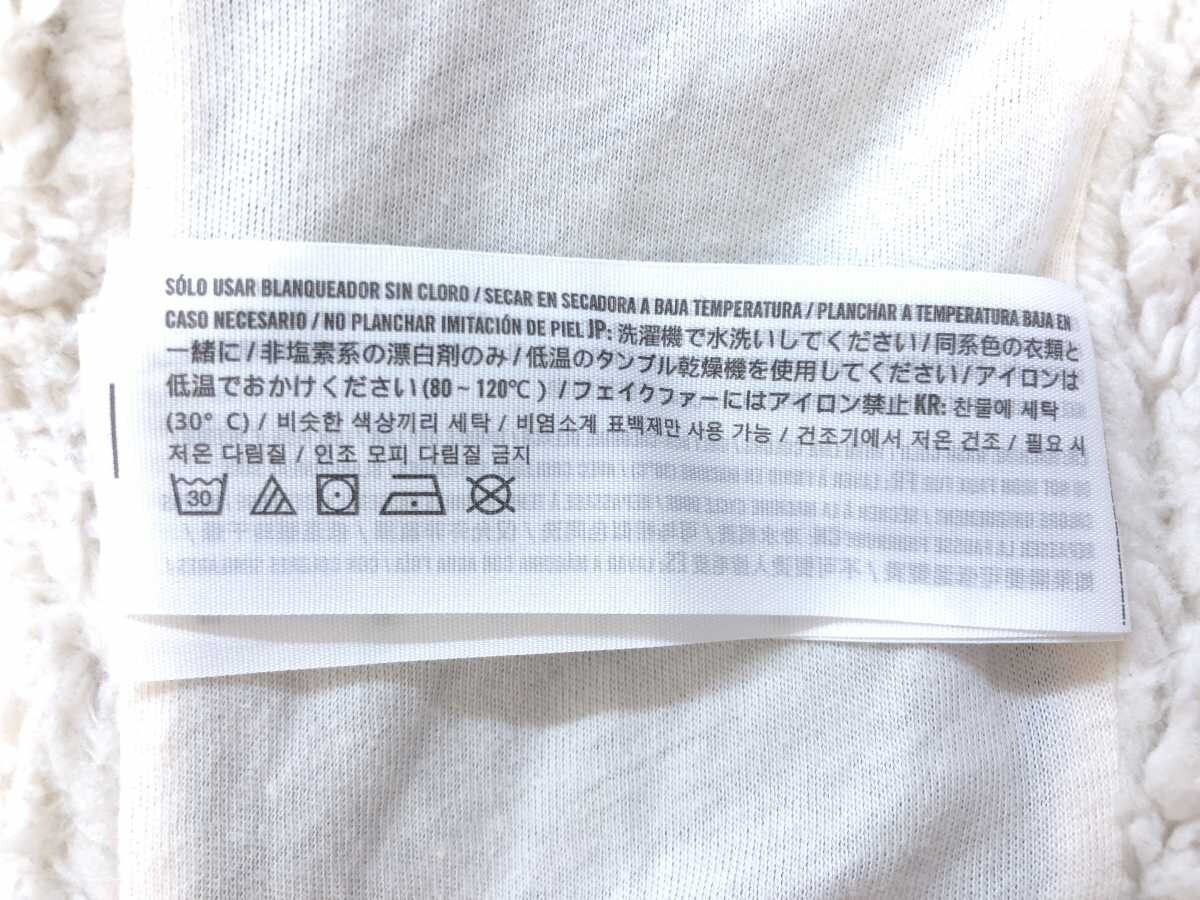 SÓLO USAR BLANQUEADOR SIN CLORO / SECAR EN SECADORA A BAJA TEMPERATURA / PLANCHAR A TEMPERATURA BAJA EN
CASO NECESARIO / NO PLANCHAR IMITACIÓN DE PIEL JP: 洗濯機で水洗いしてください/同系色の衣類と
一緒に/非塩素系の漂白剤のみ/低温のタンブル乾燥機を使用してください/アイロンは
低温でおかけください(80~120℃) /フェイクファーにはアイロン禁止 KR: 찬물에 세탁
(30° C) / 비슷한 색상끼리 세탁 / 비염소계 표백제만 사용 가능 / 건조기에서 저온 건조 / 필요 시
저온 다림질 / 인조 모피 다림질 금지
30